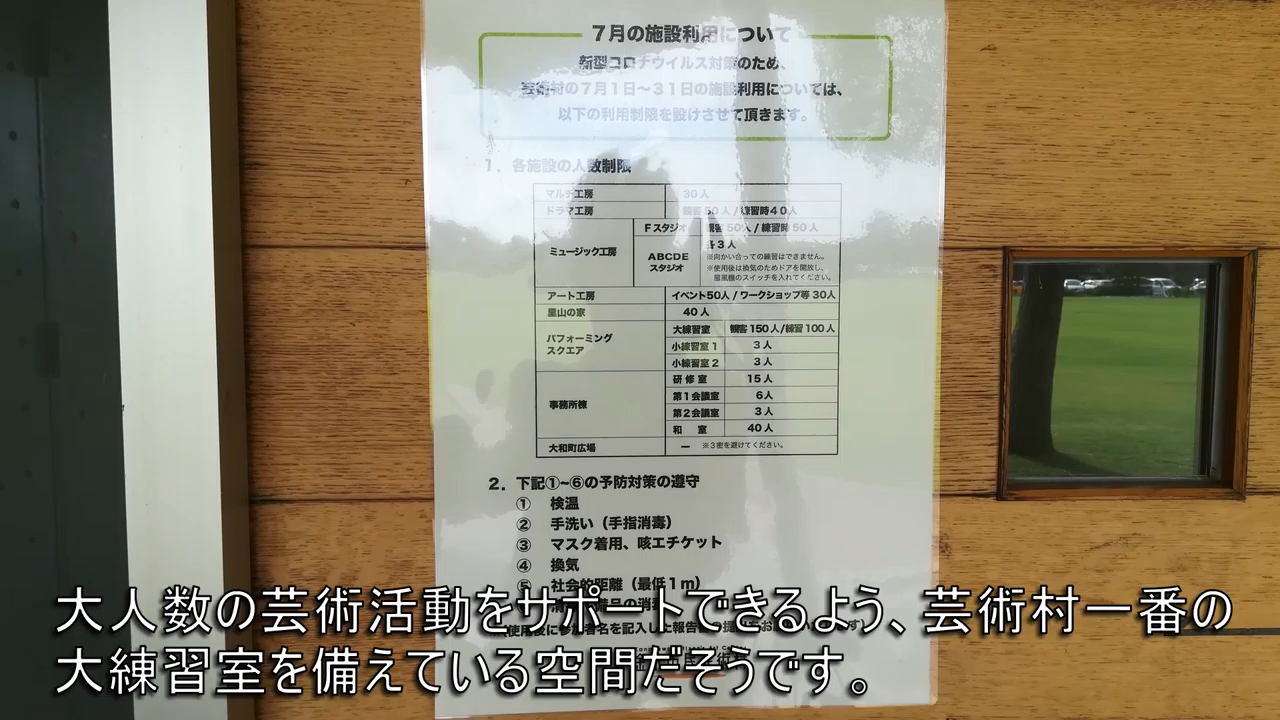 7月の施設利用について
新型コロナウイルス対策のため、
芸術村の7月1日～31日の施設利用については、
以下の利用制限を設けさせて頂きます。
1. 各施設の人数制限
マルチ工房 30人
ドラマ工房 観客50人 / 練習時40人
ミュージック工房 Fスタジオ 観客50人 / 練習時50人
ABCDEスタジオ 各3人
※向かい合っての練習はできません。
※使用後は換気のためドアを開放し、
扇風機のスイッチを入れてください。
アート工房 イベント50人 / ワークショップ等 30人
里山の家 40人
パフォーミングスクエア 大練習室 観客150人/練習100人
小練習室1 3人
小練習室2 3人
事務所棟 研修室 15人
第1会議室 6人
第2会議室 3人
和室 40人
大和町広場 ー ※3密を避けてください。
2. 下記①~⑥の予防対策の遵守
① 検温
② 手洗い（手指消毒）
③ マスク着用、咳エチケット
④ 換気
⑤ 社会的距離（最低1m）
大人数の芸術活動をサポートできるよう、芸術村一番の
大練習室を備えている空間だそうです。